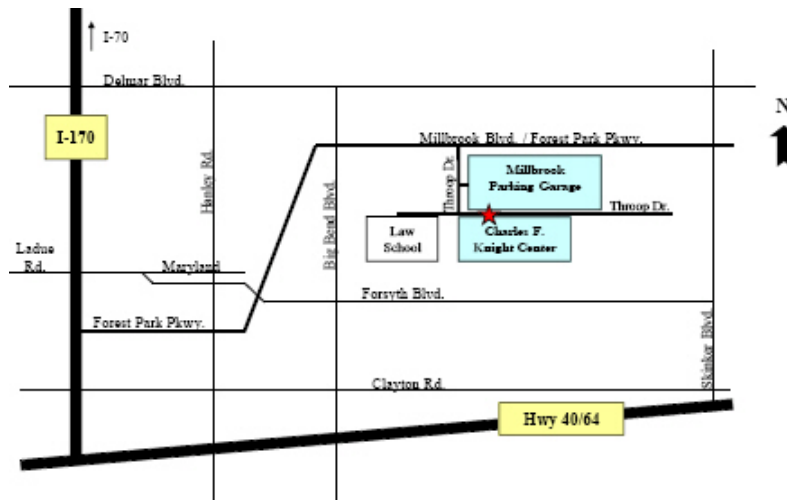 I-70
Delmar Blvd.
N
I-170
Millbrook Blvd. / Forest Park Pkwy.
Hanley Rd.
Throop Dr.
Millbrook
Parking Garage
Big Bend Blvd.
Throop Dr.
Law
School
Charles F.
Knight Center
Ladue
Rd.
Maryland
Forsyth Blvd.
Forest Park Pkwy.
Skinker Blvd.
Clayton Rd.
Hwy 40/64